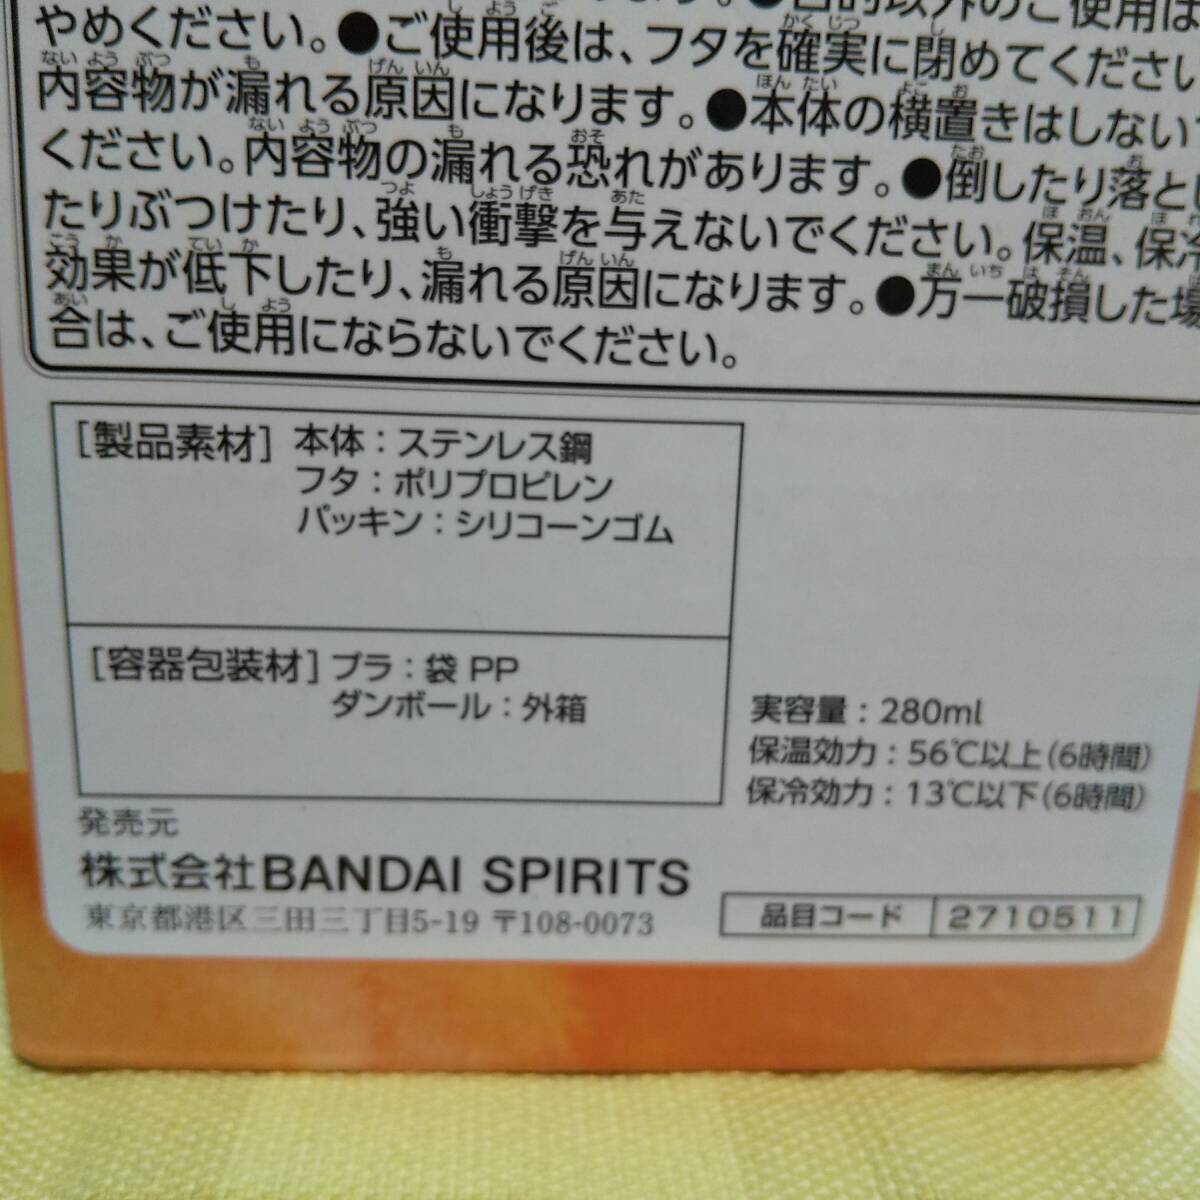 やめください。●ご使用後は、フタを確実に閉めてください
内容物が漏れる原因になります。●本体の横置きはしないで
ください。内容物の漏れる恐れがあります。●倒したり落とし
たりぶつけたり、強い衝撃を与えないでください。保温、保冷
効果が低下したり、漏れる原因になります。●万一破損した場
合は、ご使用にならないでください。
[製品素材] 本体：ステンレス鋼
フタ：ポリプロピレン
パッキン：シリコーンゴム
[容器包装材] プラ：袋 PP
ダンボール：外箱
実容量：280ml
保温効力：56℃以上(6時間)
保冷効力：13℃以下(6時間)
発売元
株式会社BANDAI SPIRITS
東京都港区三田三丁目5-19 〒108-0073
品目コード 2710511